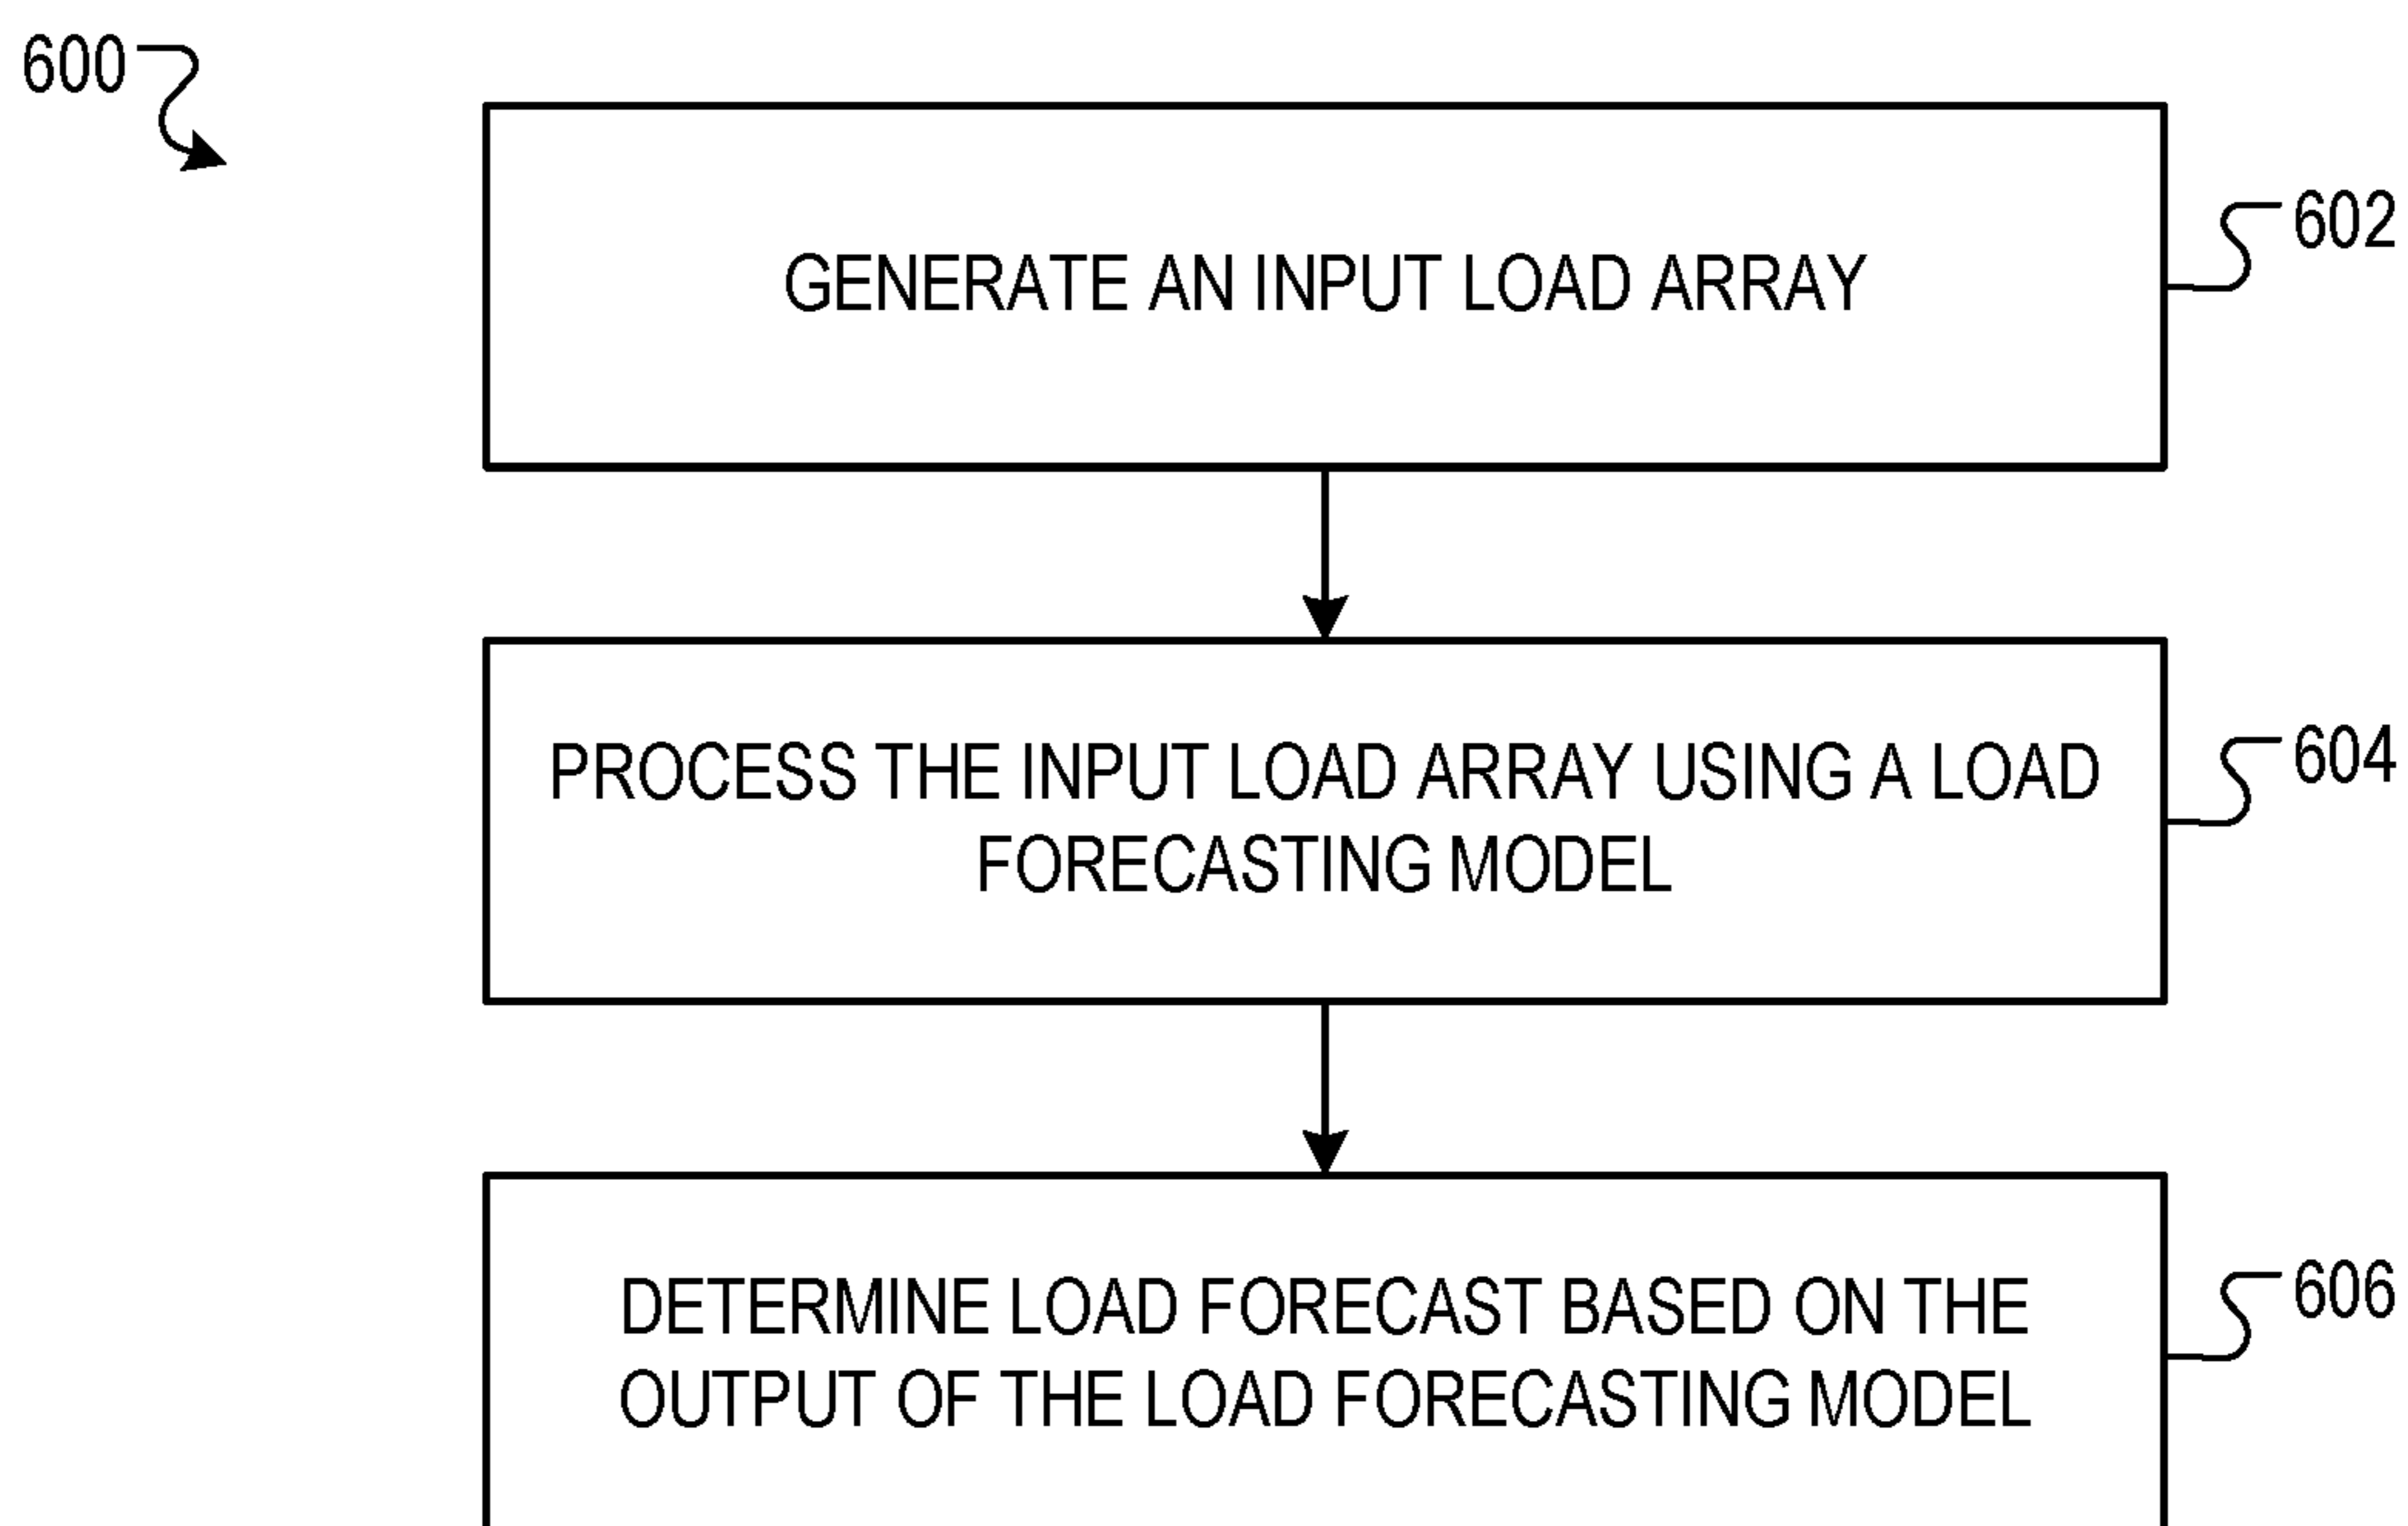 600
GENERATE AN INPUT LOAD ARRAY
602
PROCESS THE INPUT LOAD ARRAY USING A LOAD
FORECASTING MODEL
604
DETERMINE LOAD FORECAST BASED ON THE
OUTPUT OF THE LOAD FORECASTING MODEL
606